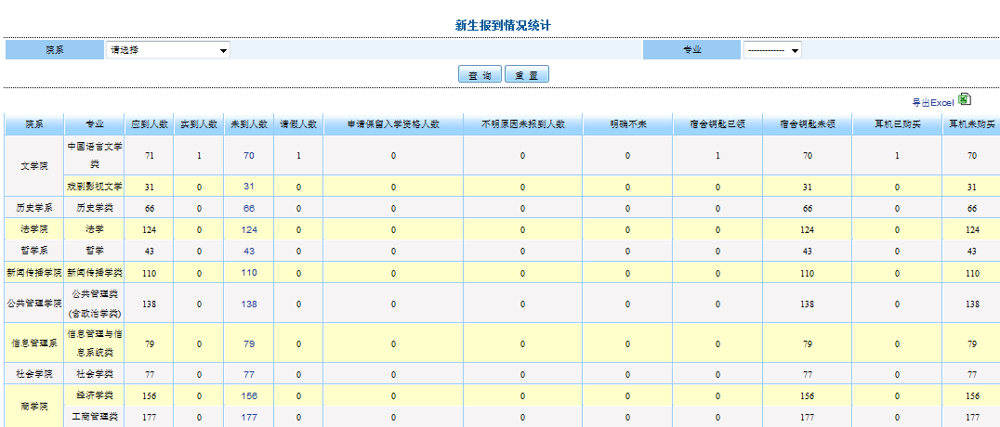 新生报到情况统计
院系 请选择 专业 -------------
查 询 重 置
导出Excel
院系 专业 应到人数 实到人数 未到人数 请假人数 申请保留入学资格人数 不明原因未报到人数 明确不来 宿舍钥匙已领 宿舍钥匙未领 耳机已购买 耳机未购买
文学院 中国语言文学
类 71 1 70 1 0 0 0 1 70 1 70
戏剧影视文学 31 0 31 0 0 0 0 0 31 0 31
历史学系 历史学类 66 0 66 0 0 0 0 0 66 0 66
法学院 法学 124 0 124 0 0 0 0 0 124 0 124
哲学系 哲学 43 0 43 0 0 0 0 0 43 0 43
新闻传播学院 新闻传播学类 110 0 110 0 0 0 0 0 110 0 110
公共管理学院 公共管理类
(含政治学类) 138 0 138 0 0 0 0 0 138 0 138
信息管理系 信息管理与信
息系统类 79 0 79 0 0 0 0 0 79 0 79
社会学院 社会学类 77 0 77 0 0 0 0 0 77 0 77
商学院 经济学类 156 0 156 0 0 0 0 0 156 0 156
工商管理类 177 0 177 0 0 0 0 0 177 0 177